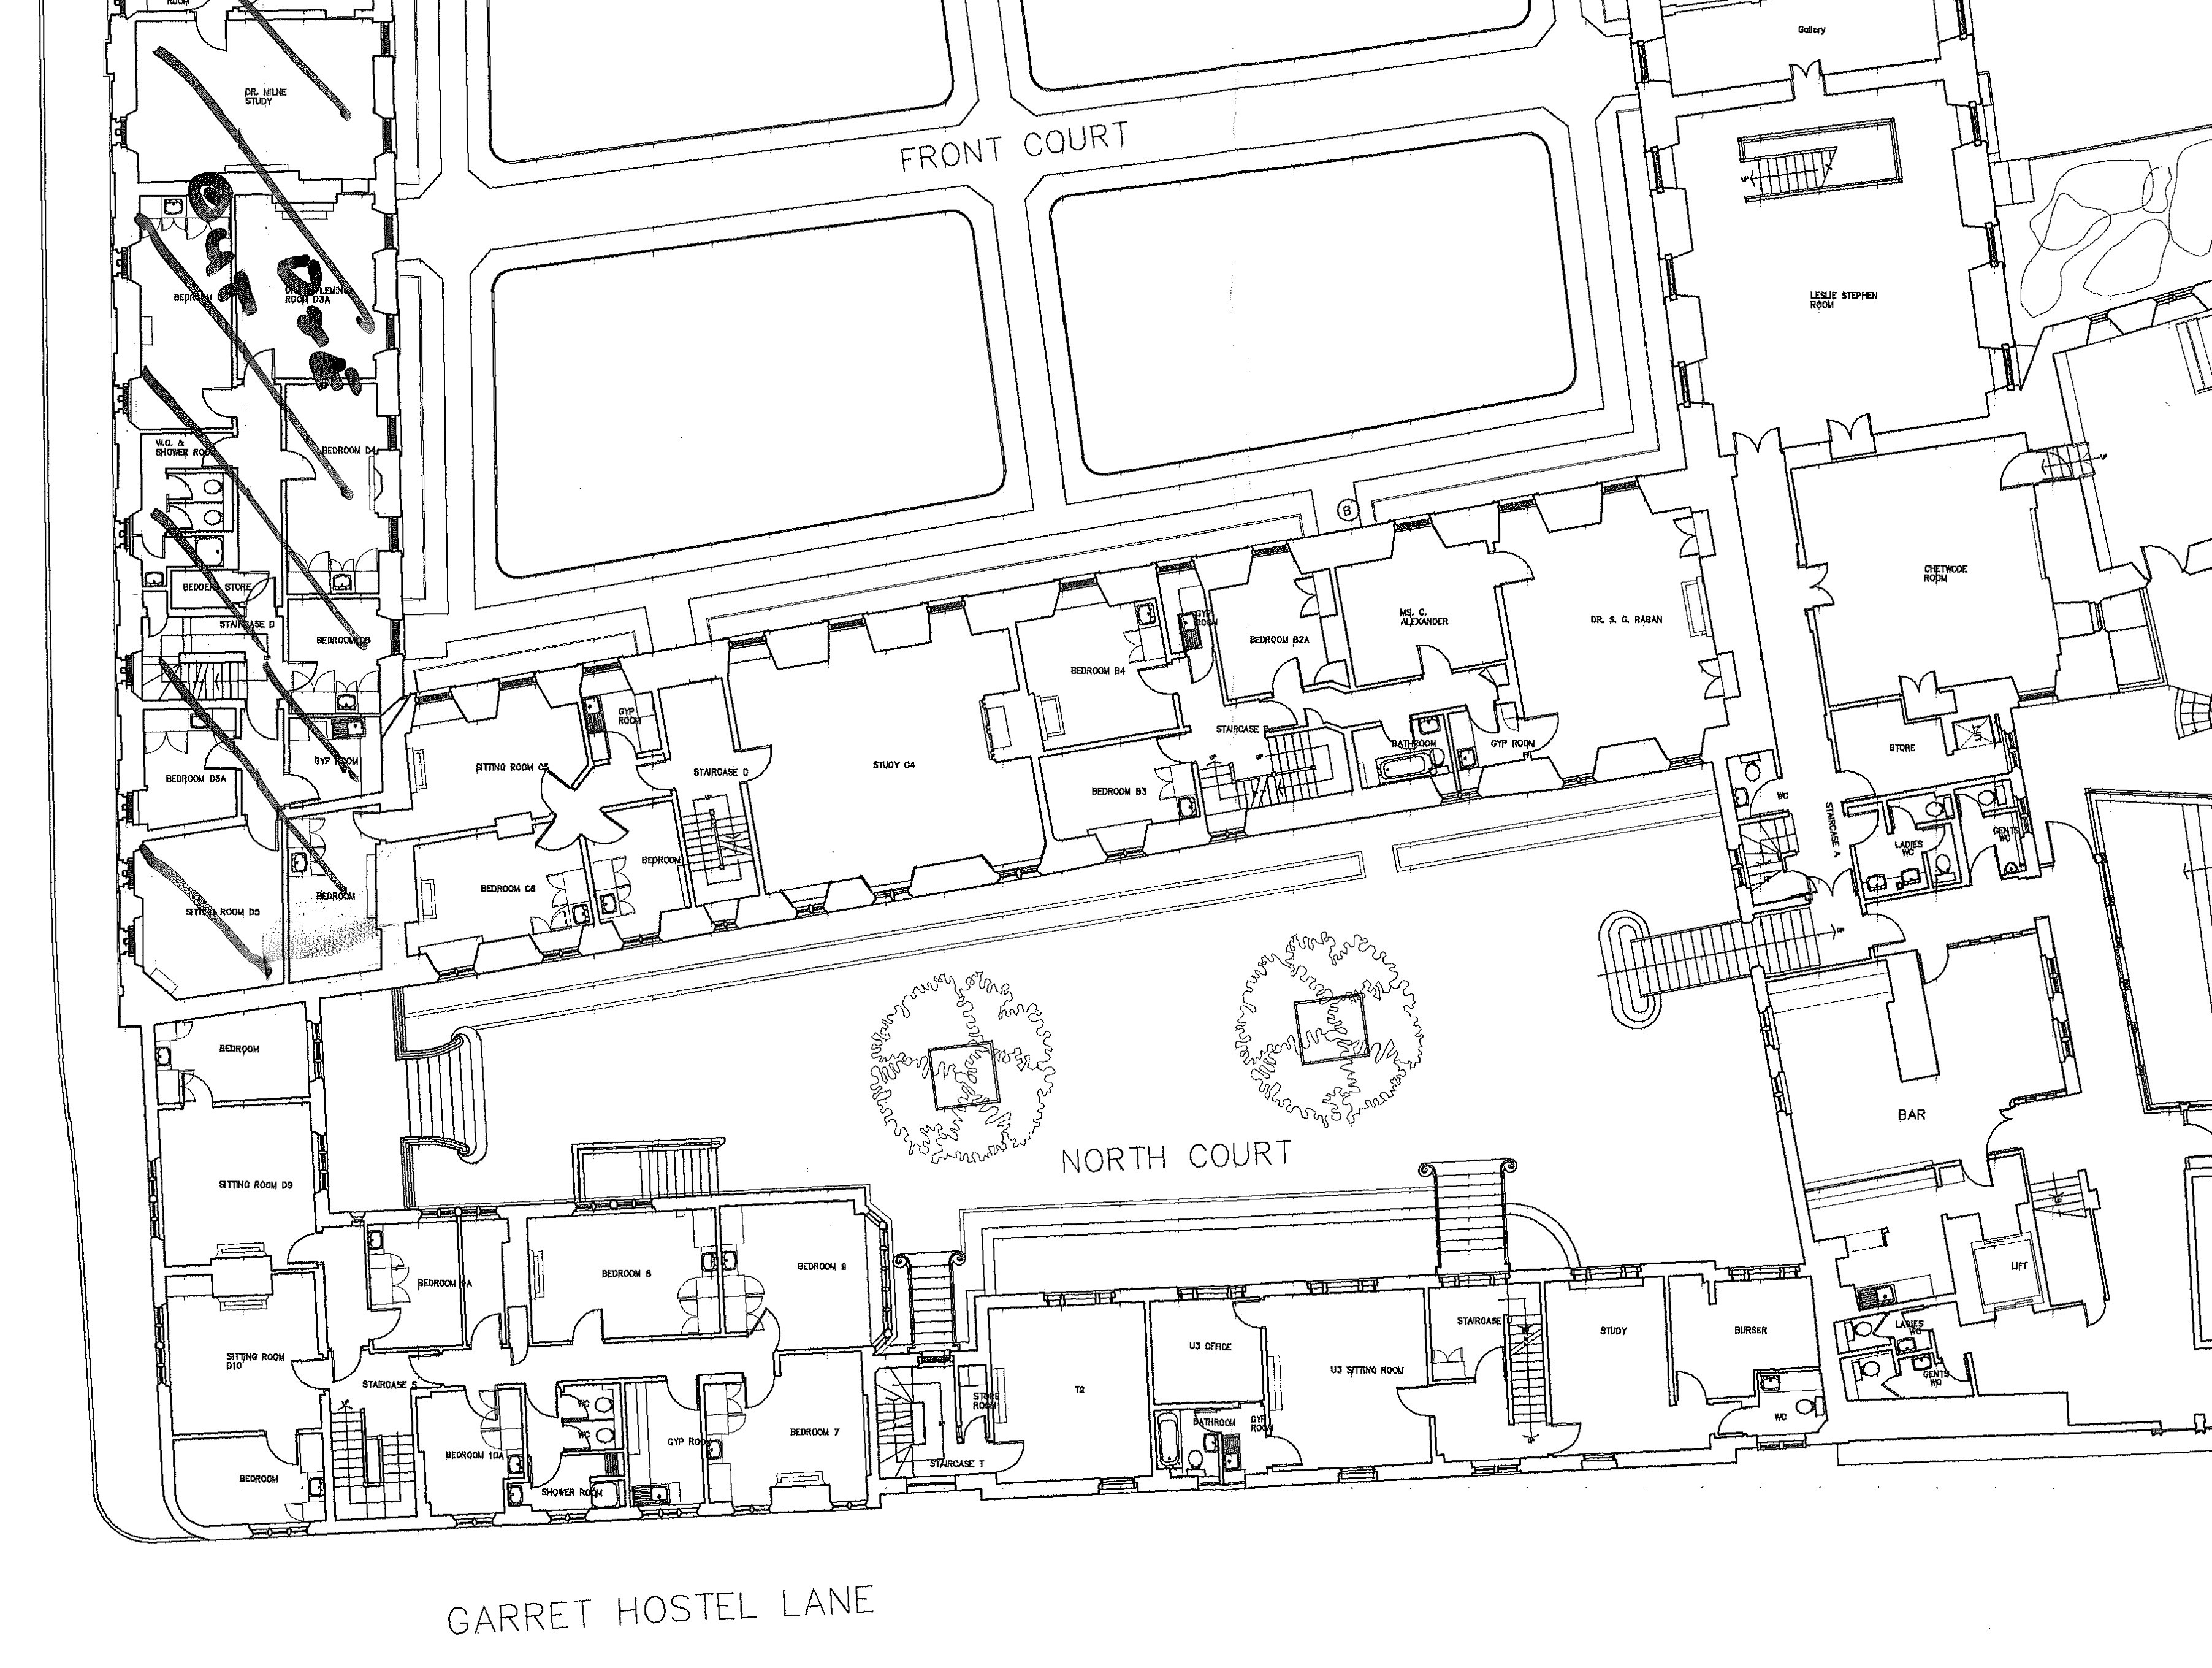 ROOM
Gallery
DR. MILNE
STUDY
FRONT COURT
UP
LESLIE STEPHEN
ROOM
ROOM D3A
W.C. &
SHOWER ROOM
BEDROOM D4
BEDDERS STORE
STAIRCASE D
BEDROOM D6
BEDROOM D5A
GYP ROOM
SITTING ROOM D5
BEDROOM
B
CHETWODE
ROOM
GYP
ROOM
BEDROOM B2A
MS. C.
ALEXANDER
DR. S. G. RABAN
BEDROOM B4
GYP
ROOM
SITTING ROOM C5
STAIRCASE C
STUDY C4
BEDROOM B3
STAIRCASE B
BATHROOM
GYP ROOM
STORE
LIFT
WC
STAIRCASE A
LADIES
WC
GENTS
WC
BEDROOM C6
BEDROOM
BEDROOM
NORTH COURT
BAR
SITTING ROOM D9
BEDROOM 9A
BEDROOM 8
BEDROOM 9
LIFT
SITTING ROOM
D10
STAIRCASE S
U3 OFFICE
U3 SITTING ROOM
STAIRCASE U
STUDY
BURSER
LADIES
WC
GENTS
WC
T2
STORE
ROOM
BEDROOM
BEDROOM 10A
WC
WC
SHOWER ROOM
GYP ROOM
BEDROOM 7
STAIRCASE T
BATHROOM
GYP
ROOM
WC
GARRET HOSTEL LANE